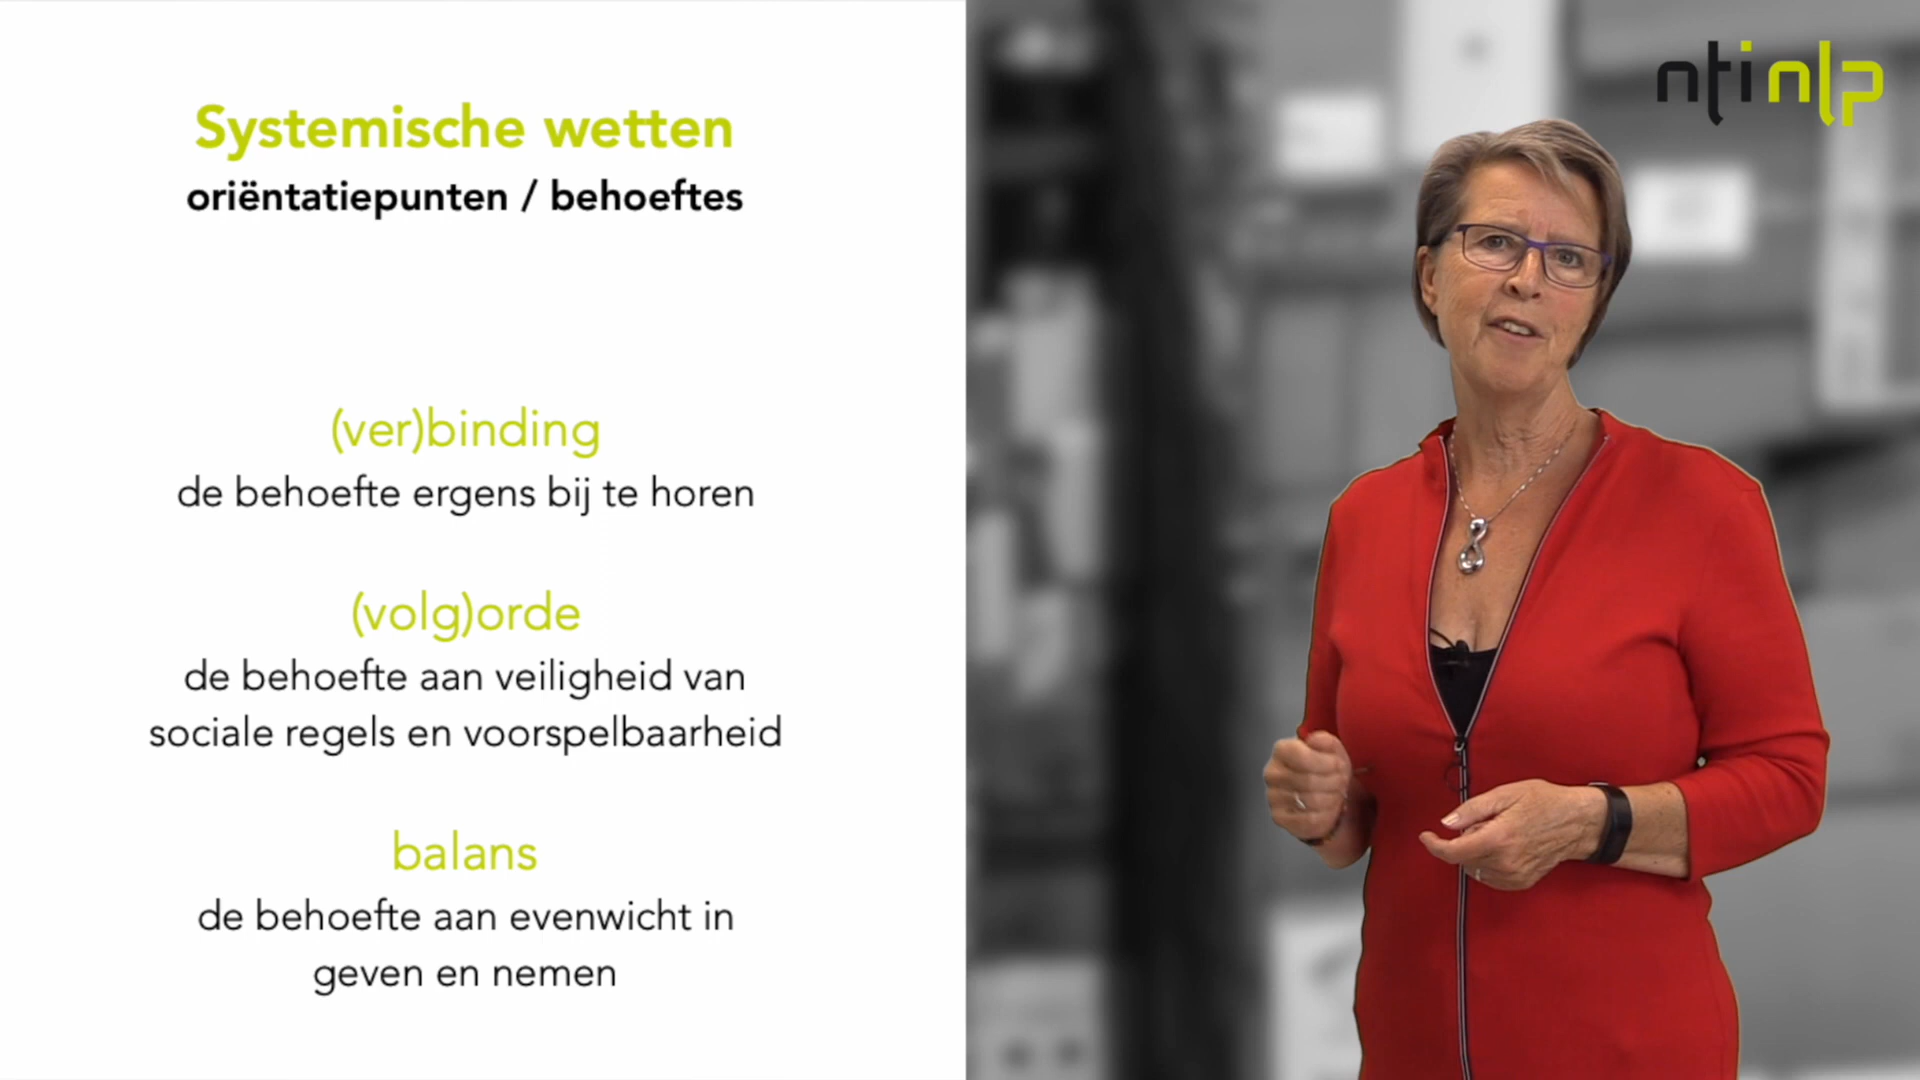 Systemische wetten
oriëntatiepunten / behoeftes
(ver)binding
de behoefte ergens bij te horen
(volg)orde
de behoefte aan veiligheid van
sociale regels en voorspelbaarheid
balans
de behoefte aan evenwicht in
geven en nemen
ntinlp